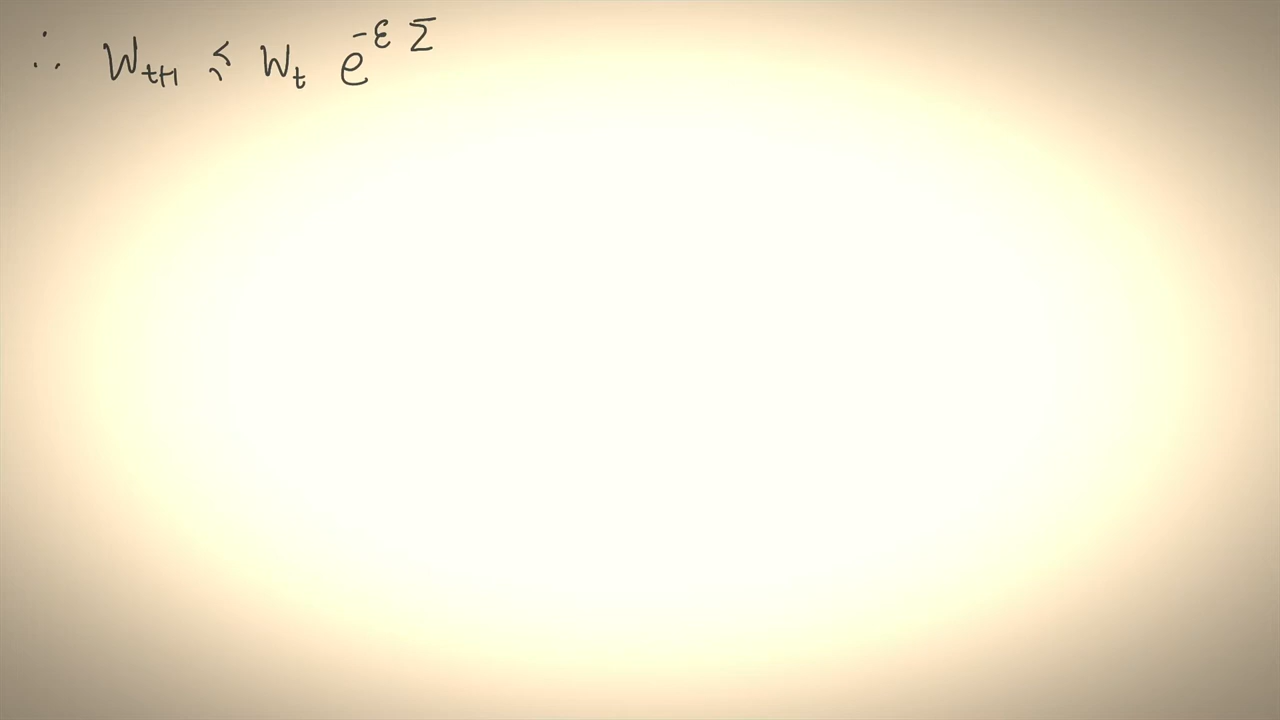 ∴ W_{t+1} ≤ W_t e^{-ε Σ}